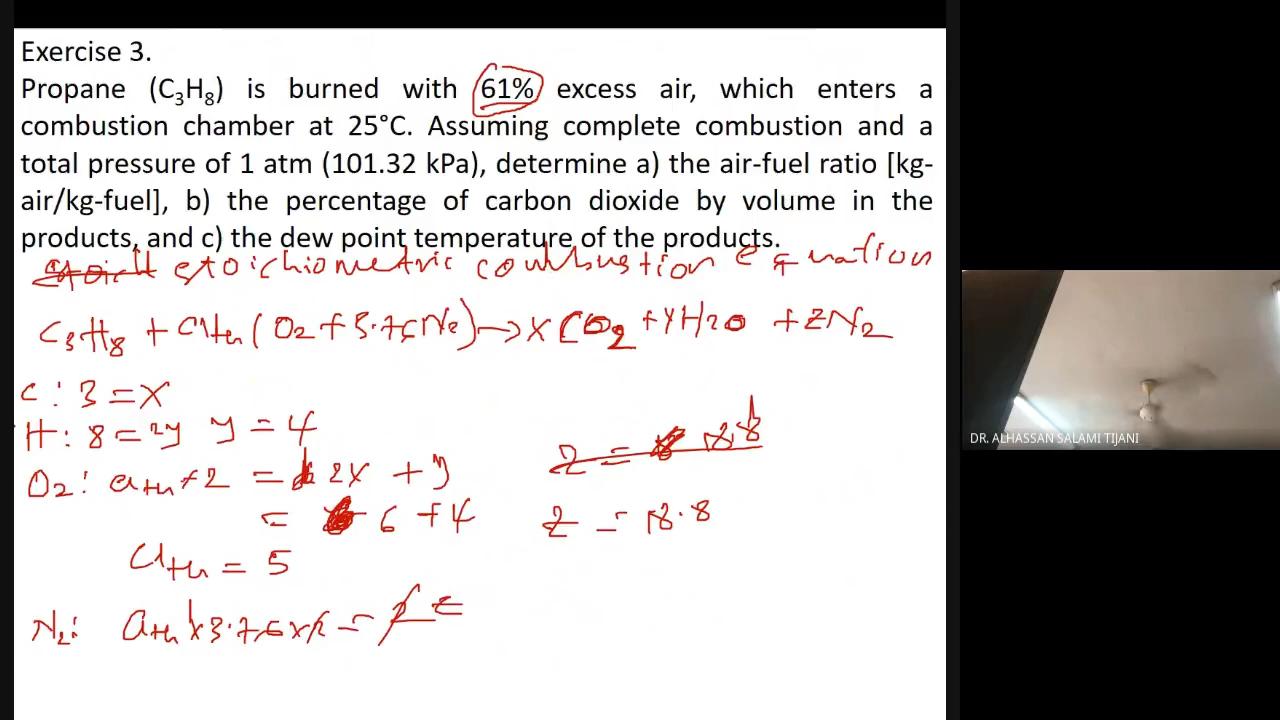 Exercise 3.
Propane (C₃H₈) is burned with 61% excess air, which enters a
combustion chamber at 25°C. Assuming complete combustion and a
total pressure of 1 atm (101.32 kPa), determine a) the air-fuel ratio [kg-
air/kg-fuel], b) the percentage of carbon dioxide by volume in the
products, and c) the dew point temperature of the products.
stoichiometric combustion equation
C₃H₈ + ath(O₂ + 3.76N₂) → XCO₂ + YH₂O + ZN₂
C: 3 = X
H: 8 = 2y y = 4
Z = 18.8
O₂: ath × 2 = 2X + y
= 6 + 4
Z = 18.8
ath = 5
N₂: ath × 3.76 × 2 = Z
DR. ALHASSAN SALAMI TIJANI